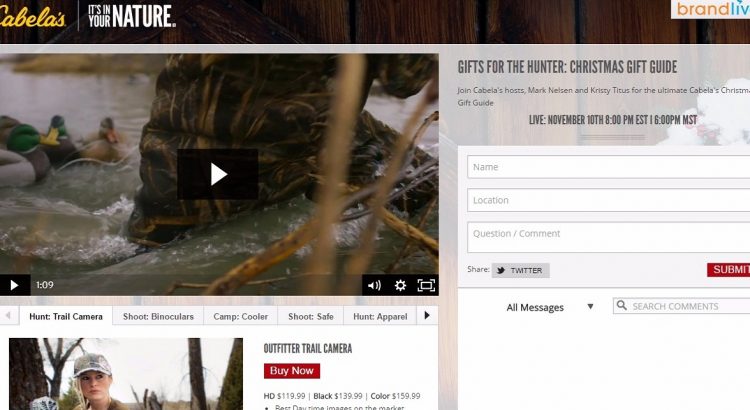 Cabela's
IT'S IN YOUR NATURE.
brandliv
GIFTS FOR THE HUNTER: CHRISTMAS GIFT GUIDE
Join Cabela's hosts, Mark Nelsen and Kristy Titus for the ultimate Cabela's Christma
Gift Guide
LIVE: NOVEMBER 10TH 8:00 PM EST | 6:00PM MST
Name
Location
Question / Comment
Share:
TWITTER
SUBMIT
1:09
All Messages
SEARCH COMMENTS
Hunt: Trail Camera
Shoot: Binoculars
Camp: Cooler
Shoot: Safe
Hunt: Apparel
OUTFITTER TRAIL CAMERA
Buy Now
HD $119.99 | Black $139.99 | Color $159.99
Best Day time images on the market